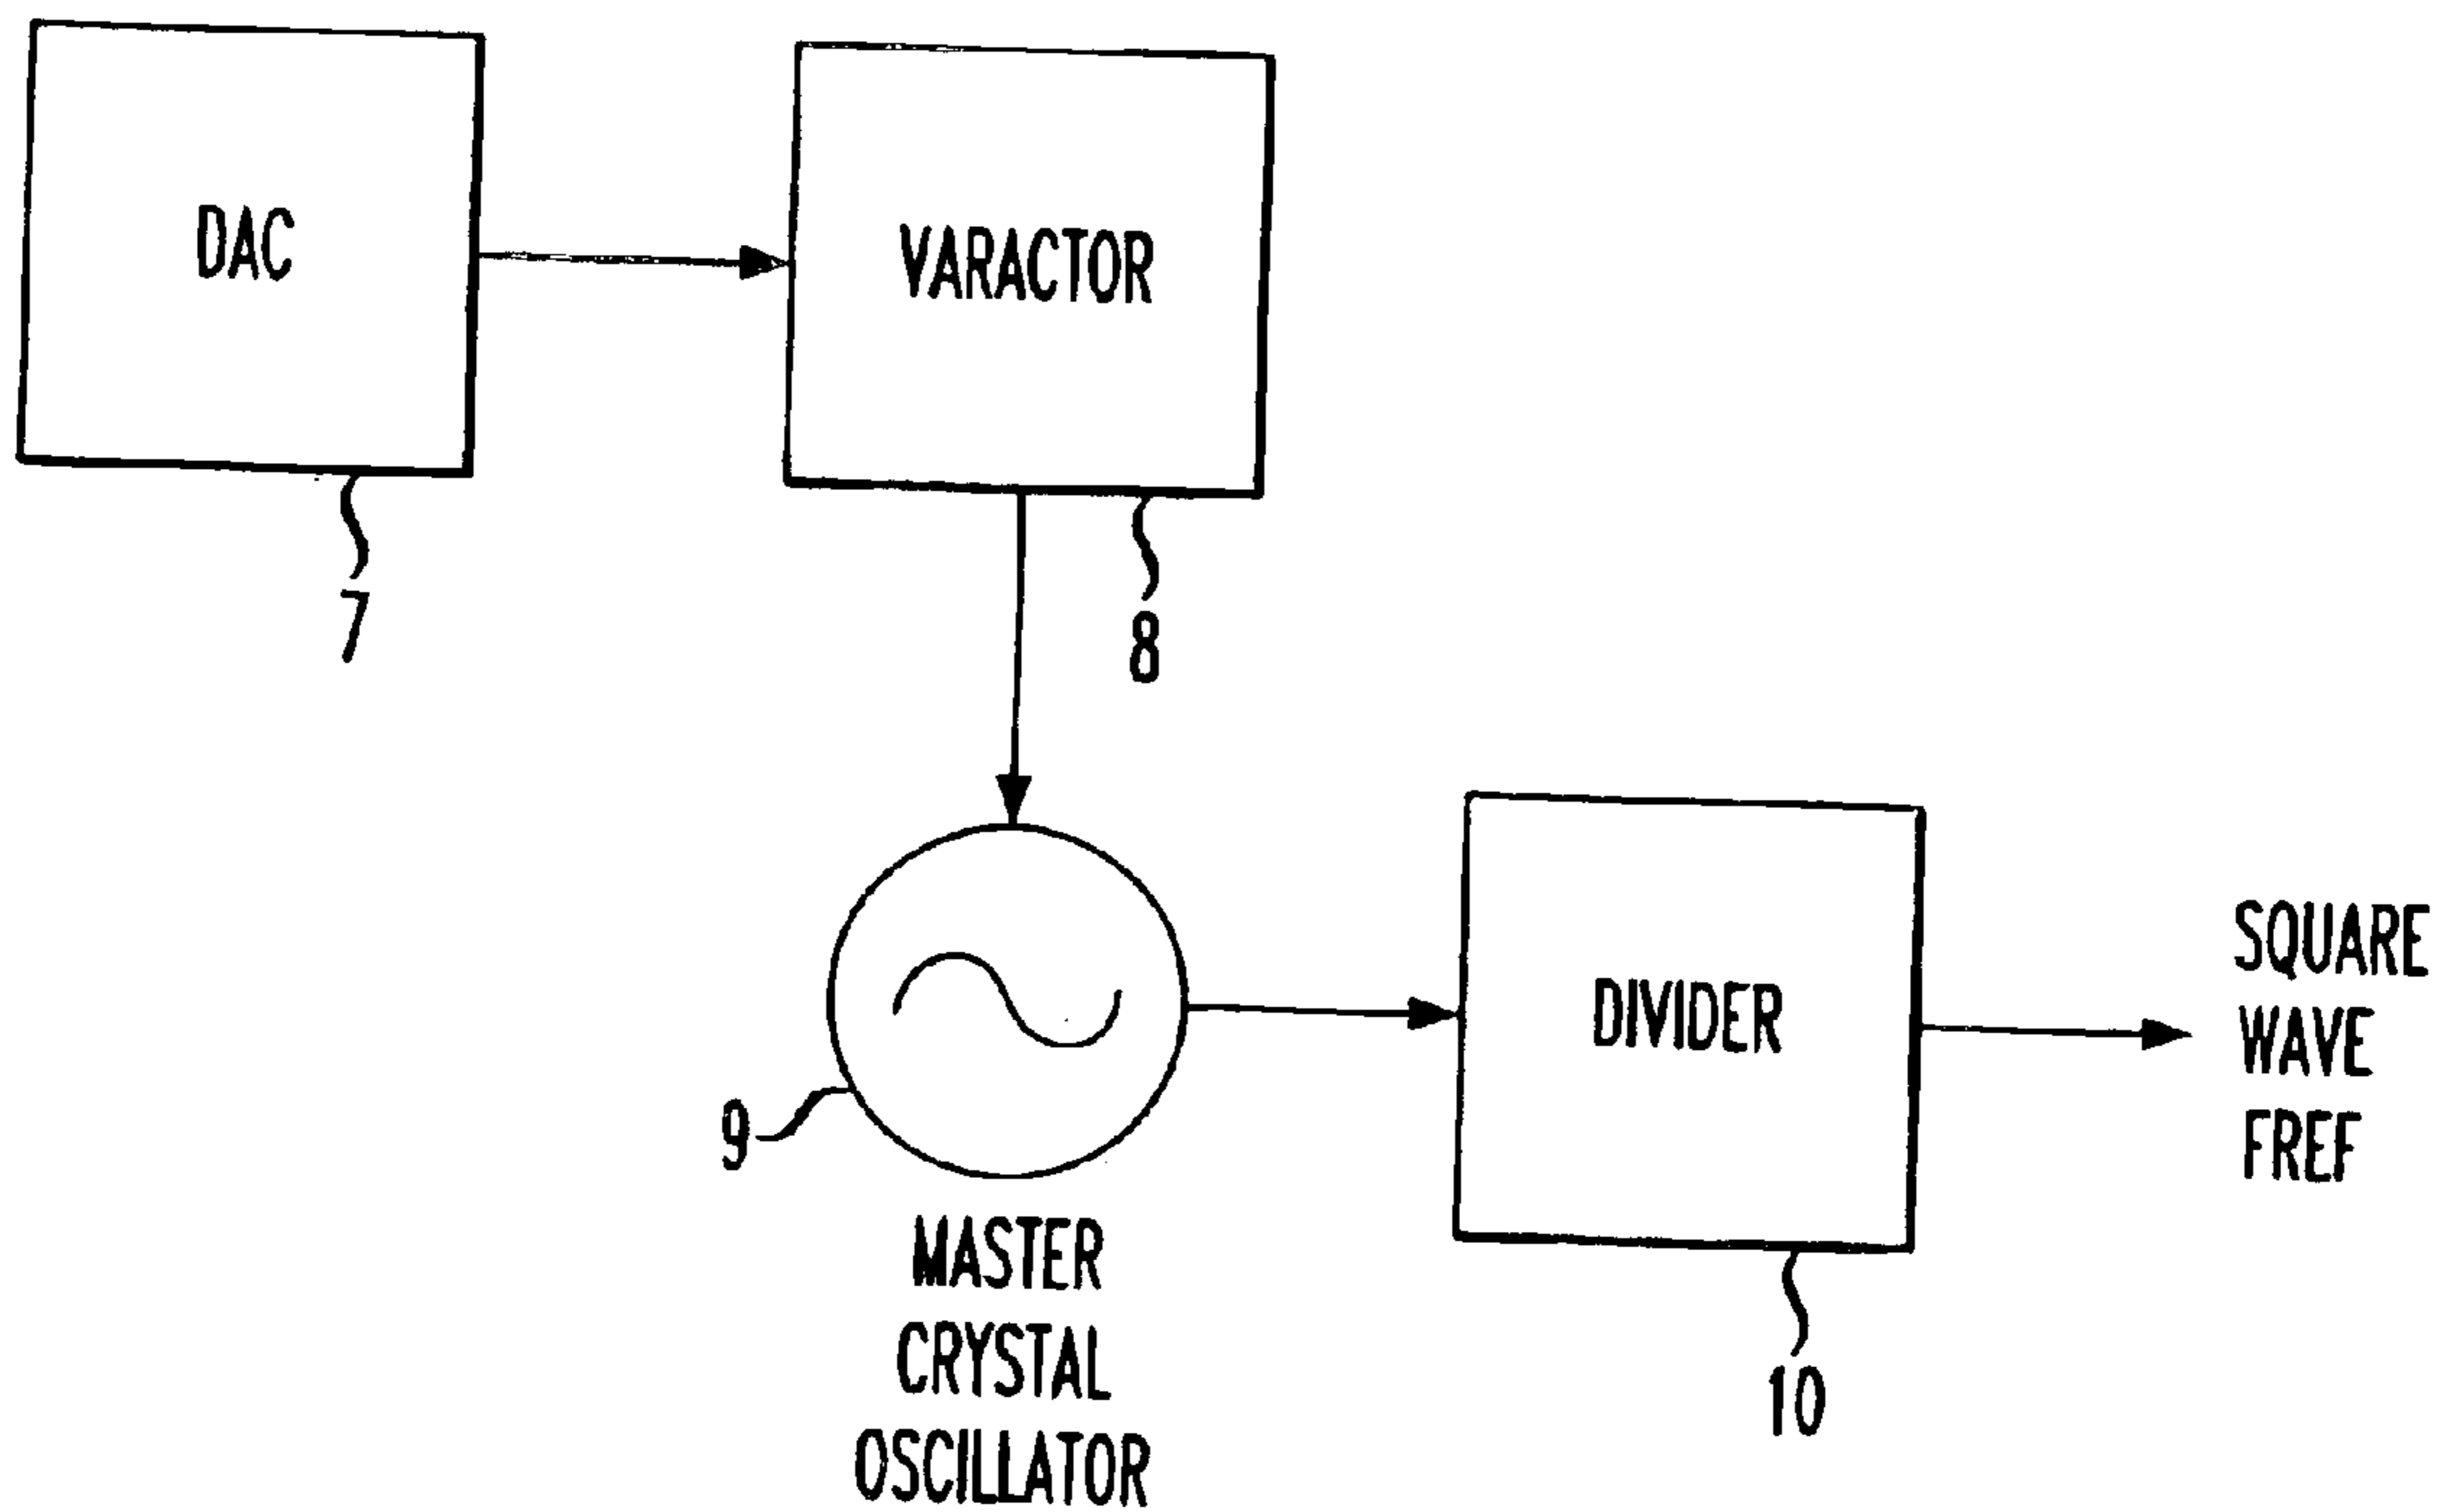 DAC
VARACTOR
7
8
DIVIDER
SQUARE
WAVE
FREF
9
MASTER
CRYSTAL
OSCILLATOR
10